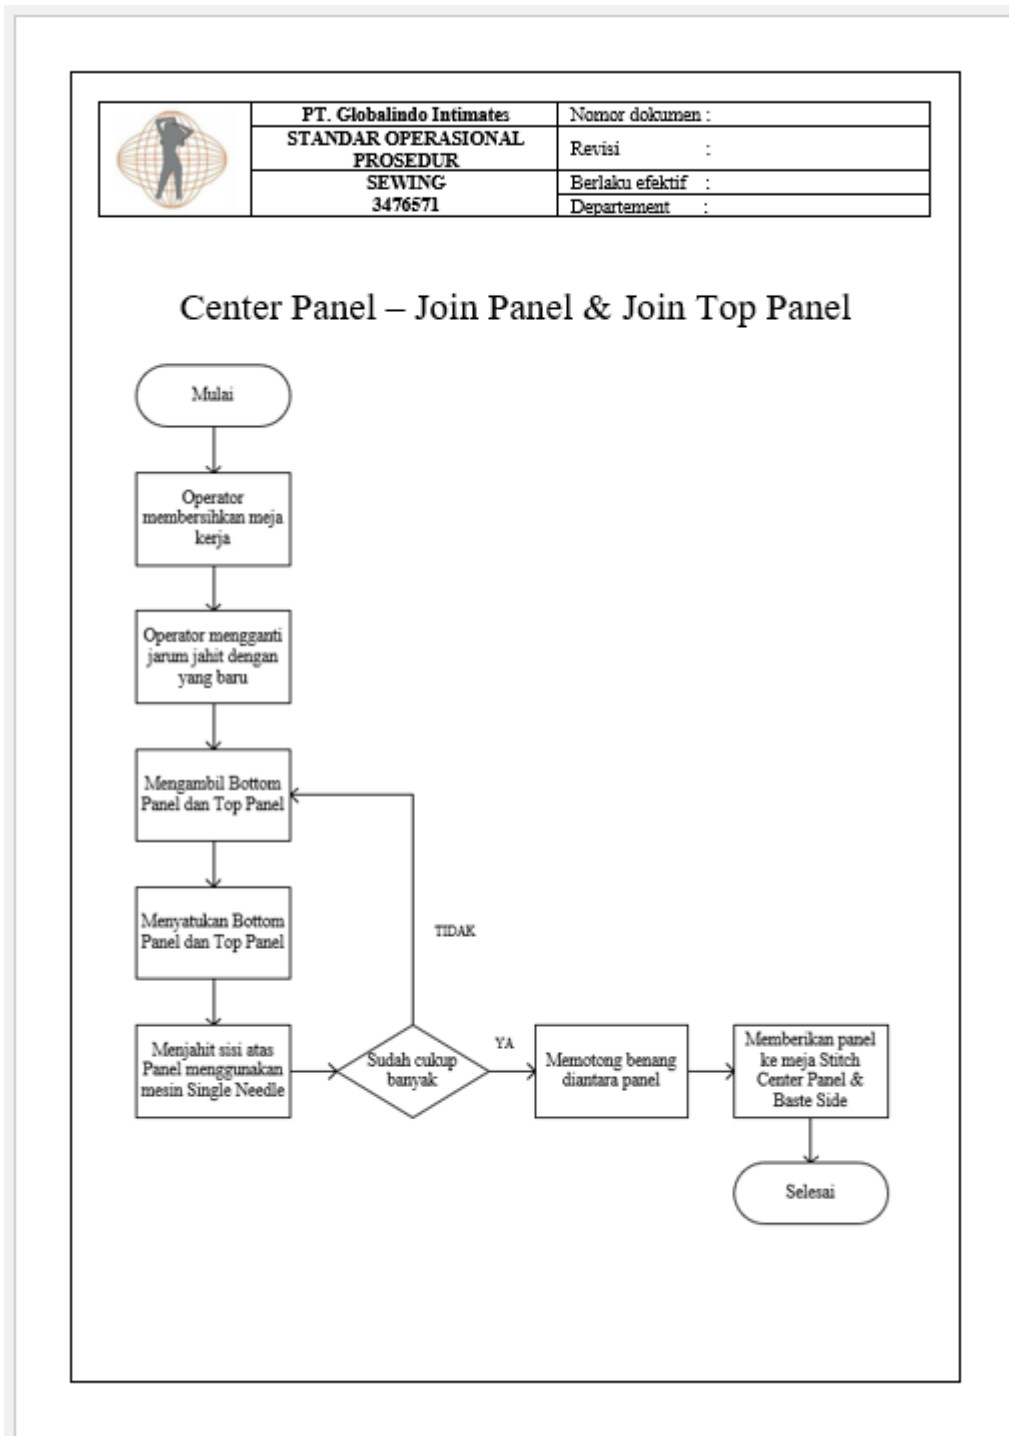 PT. Globalindo Intimates
STANDAR OPERASIONAL
PROSEDUR
SEWING
3476571
Nomor dokumen :
Revisi :
Berlaku efektif :
Departement :
Center Panel – Join Panel & Join Top Panel
Mulai
Operator
membersihkan meja
kerja
Operator mengganti
jarum jahit dengan
yang baru
Mengambil Bottom
Panel dan Top Panel
Menyatukan Bottom
Panel dan Top Panel
TIDAK
Menjahit sisi atas
Panel menggunakan
mesin Single Needle
Sudah cukup
banyak
YA
Memotong benang
diantara panel
Memberikan panel
ke meja Stitch
Center Panel &
Baste Side
Selesai